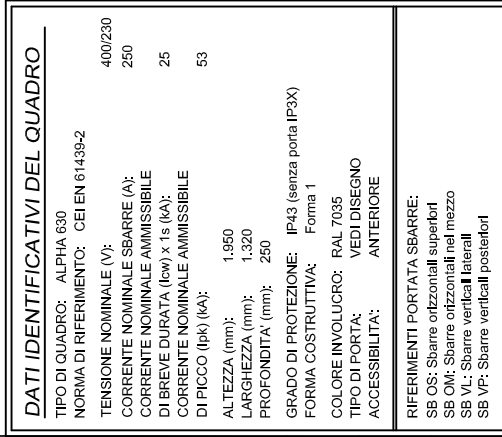 DATI IDENTIFICATIVI DEL QUADRO
TIPO DI QUADRO: ALPHA 630
NORMA DI RIFERIMENTO: CEI EN 61439-2
TENSIONE NOMINALE (V): 400/230
CORRENTE NOMINALE SBARRE (A): 250
CORRENTE NOMINALE AMMISSIBILE
DI BREVE DURATA (Icw) x 1s (kA): 25
CORRENTE NOMINALE AMMISSIBILE
DI PICCO (Ipk) (kA): 53
ALTEZZA (mm): 1.950
LARGHEZZA (mm): 1.320
PROFONDITA' (mm): 250
GRADO DI PROTEZIONE: IP43 (senza porta IP3X)
FORMA COSTRUTTIVA: Forma 1
COLORE INVOLUCRO: RAL 7035
TIPO DI PORTA: VEDI DISEGNO
ACCESSIBILITA': ANTERIORE
RIFERIMENTI PORTATA SBARRE:
SB OS: Sbarre orizzontali superiori
SB OM: Sbarre orizzontali nel mezzo
SB VL: Sbarre verticali laterali
SB VP: Sbarre verticali posteriori